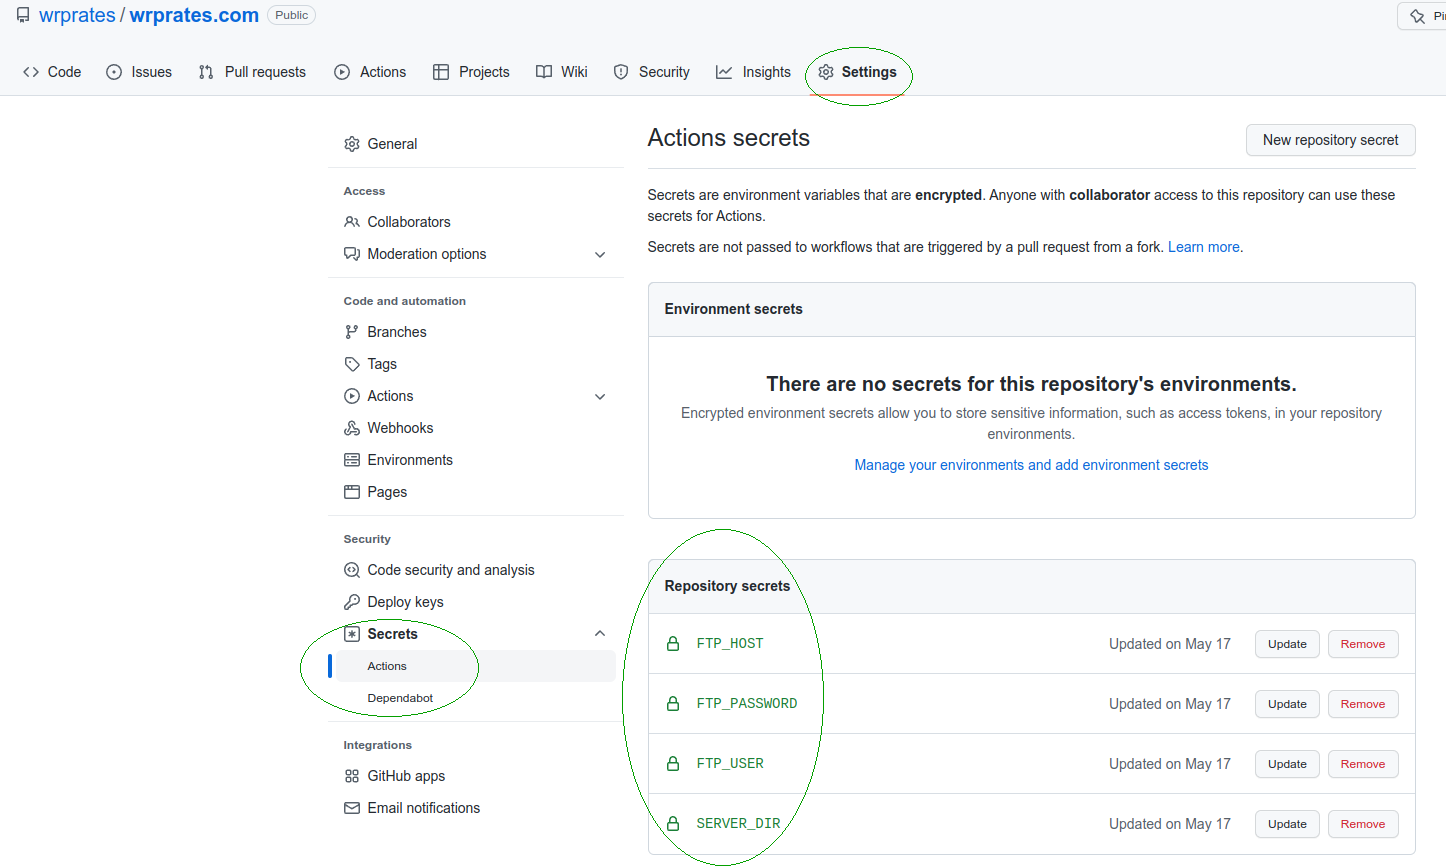 wrprates / wrprates.com Public
Code Issues Pull requests Actions Projects Wiki Security Insights Settings
General
Access
Collaborators
Moderation options
Code and automation
Branches
Tags
Actions
Webhooks
Environments
Pages
Security
Code security and analysis
Deploy keys
Secrets
Actions
Dependabot
Integrations
GitHub apps
Email notifications
Actions secrets
New repository secret
Secrets are environment variables that are encrypted. Anyone with collaborator access to this repository can use these
secrets for Actions.
Secrets are not passed to workflows that are triggered by a pull request from a fork. Learn more.
Environment secrets
There are no secrets for this repository's environments.
Encrypted environment secrets allow you to store sensitive information, such as access tokens, in your repository
environments.
Manage your environments and add environment secrets
Repository secrets
FTP_HOST Updated on May 17 Update Remove
FTP_PASSWORD Updated on May 17 Update Remove
FTP_USER Updated on May 17 Update Remove
SERVER_DIR Updated on May 17 Update Remove